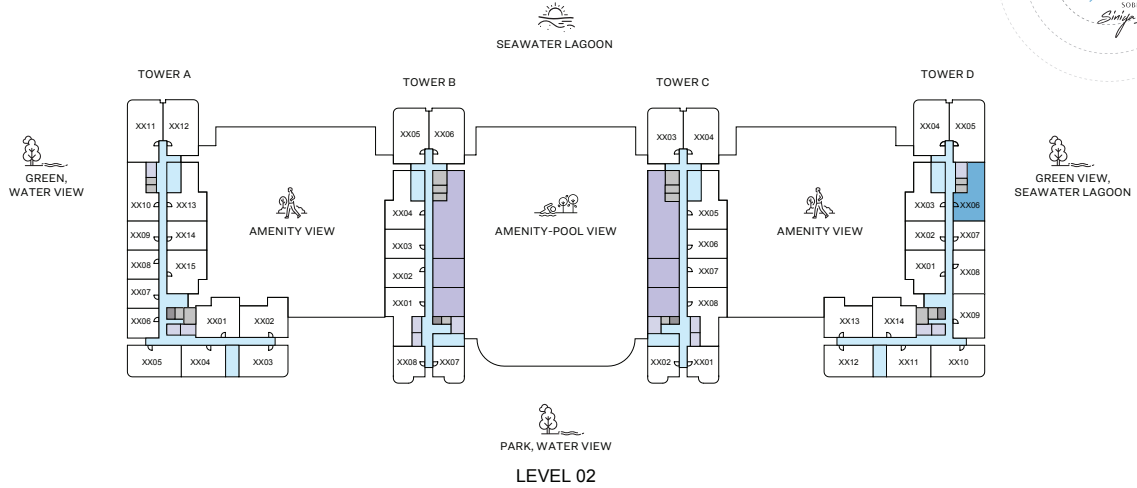 SOB
Siniya
SEAWATER LAGOON
TOWER A
TOWER B
TOWER C
TOWER D
XX11
XX12
XX05
XX06
XX03
XX04
XX04
XX05
GREEN,
WATER VIEW
GREEN VIEW,
SEAWATER LAGOON
XX10
XX13
XX09
XX14
XX08
XX15
XX07
XX06
XX01
XX02
XX05
XX04
XX03
AMENITY VIEW
XX04
XX03
XX02
XX01
XX08
XX07
AMENITY-POOL VIEW
XX05
XX06
XX07
XX08
XX02
XX01
AMENITY VIEW
XX03
XX06
XX02
XX07
XX01
XX08
XX09
XX13
XX14
XX12
XX11
XX10
PARK, WATER VIEW
LEVEL 02